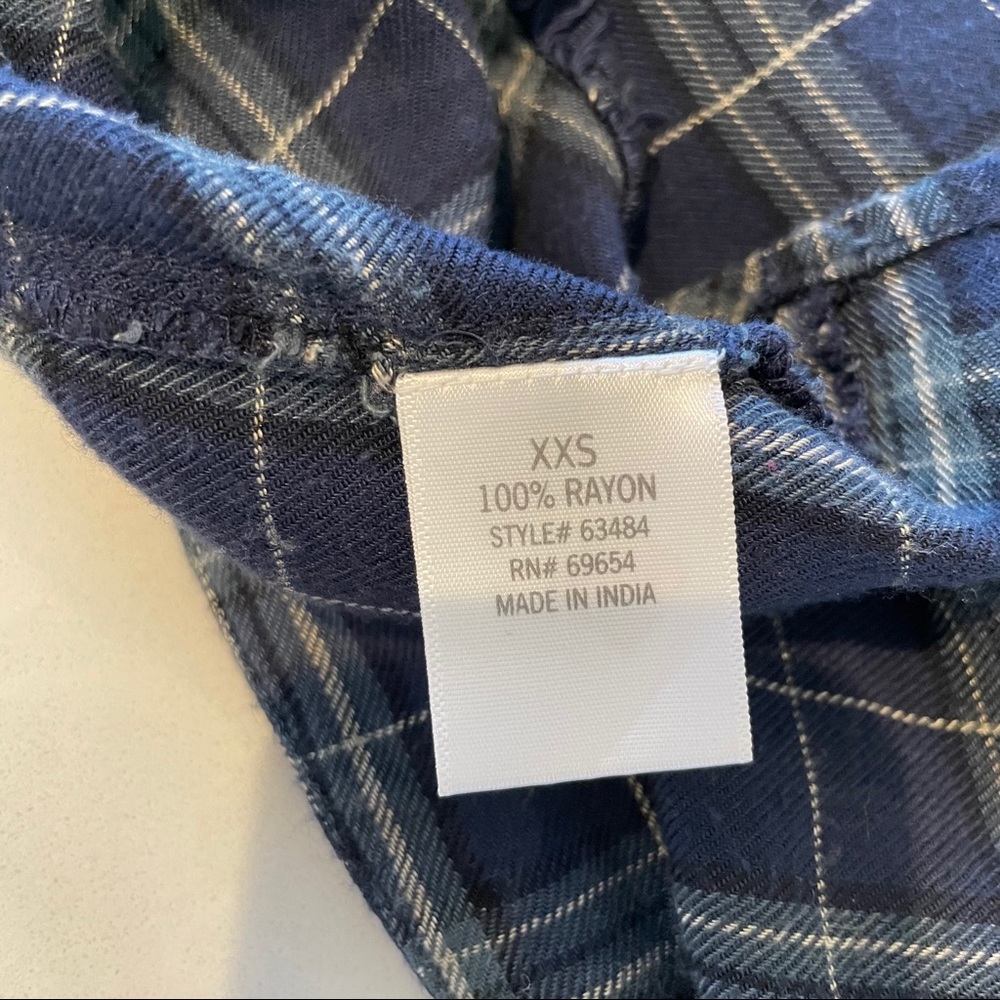 XXS
100% RAYON
STYLE# 63484
RN# 69654
MADE IN INDIA